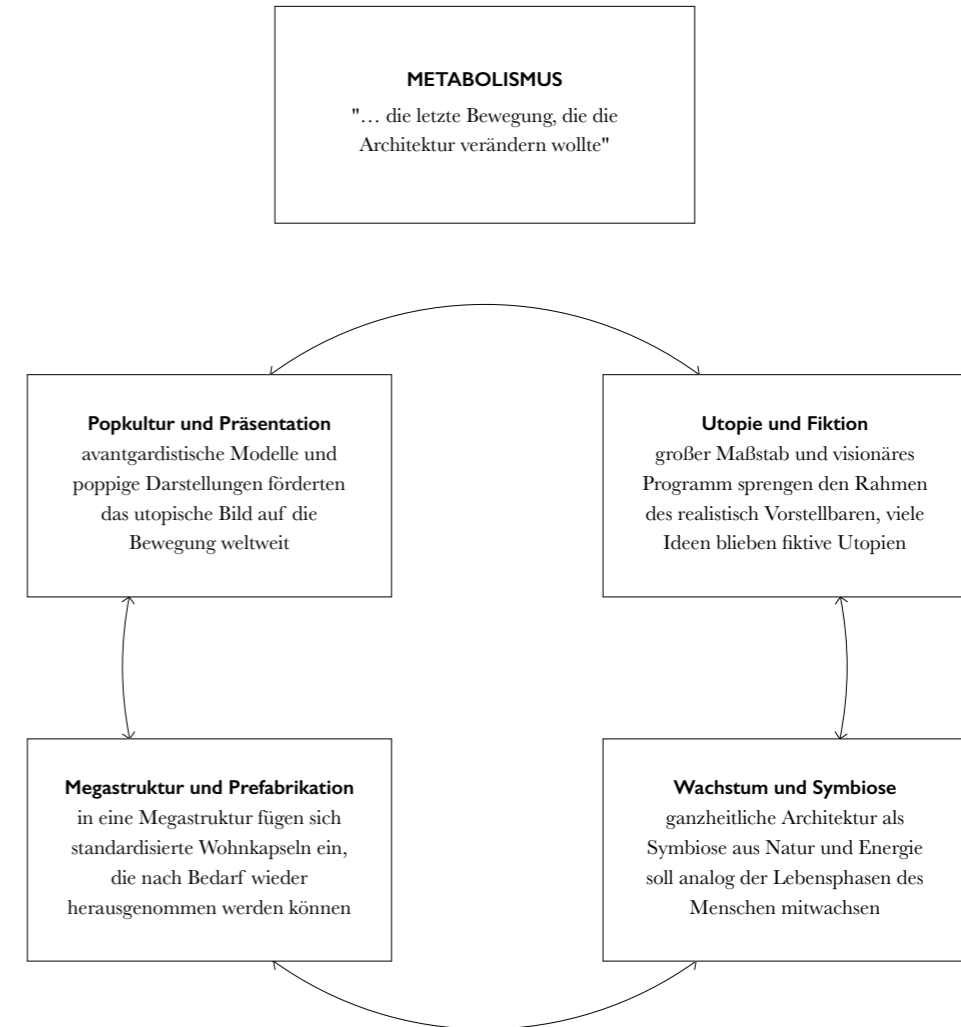 METABOLISMUS
"… die letzte Bewegung, die die
Architektur verändern wollte"
Popkultur und Präsentation
avantgardistische Modelle und
poppige Darstellungen förderten
das utopische Bild auf die
Bewegung weltweit
Utopie und Fiktion
großer Maßstab und visionäres
Programm sprengen den Rahmen
des realistisch Vorstellbaren, viele
Ideen blieben fiktive Utopien
Megastruktur und Prefabrikation
in eine Megastruktur fügen sich
standardisierte Wohnkapseln ein,
die nach Bedarf wieder
herausgenommen werden können
Wachstum und Symbiose
ganzheitliche Architektur als
Symbiose aus Natur und Energie
soll analog der Lebensphasen des
Menschen mitwachsen